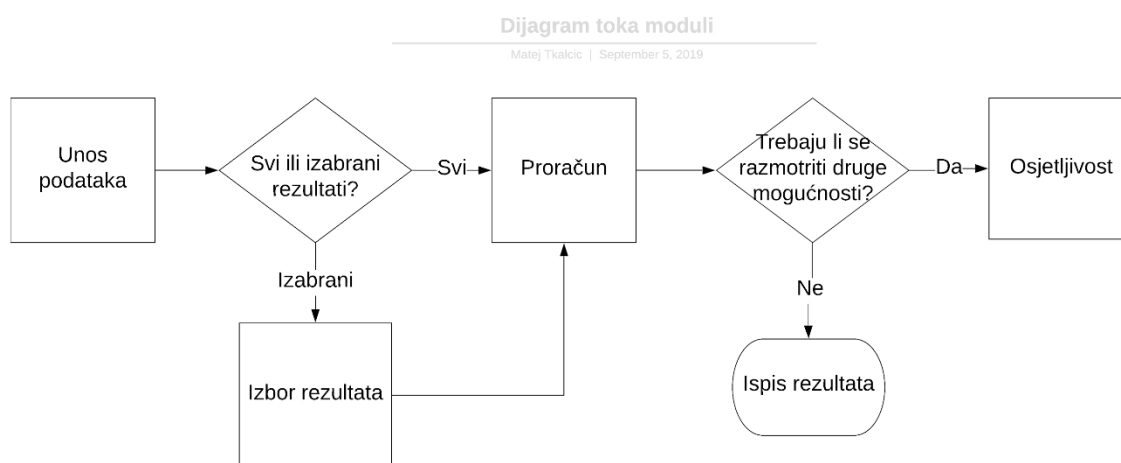 Dijagram toka moduli
Matej Tkalcic | September 5, 2019
Unos
podataka
Svi ili izabrani
rezultati?
Svi
Proračun
Trebaju li se
razmotriti druge
mogućnosti?
Da
Osjetljivost
Izabrani
Ne
Izbor rezultata
Ispis rezultata